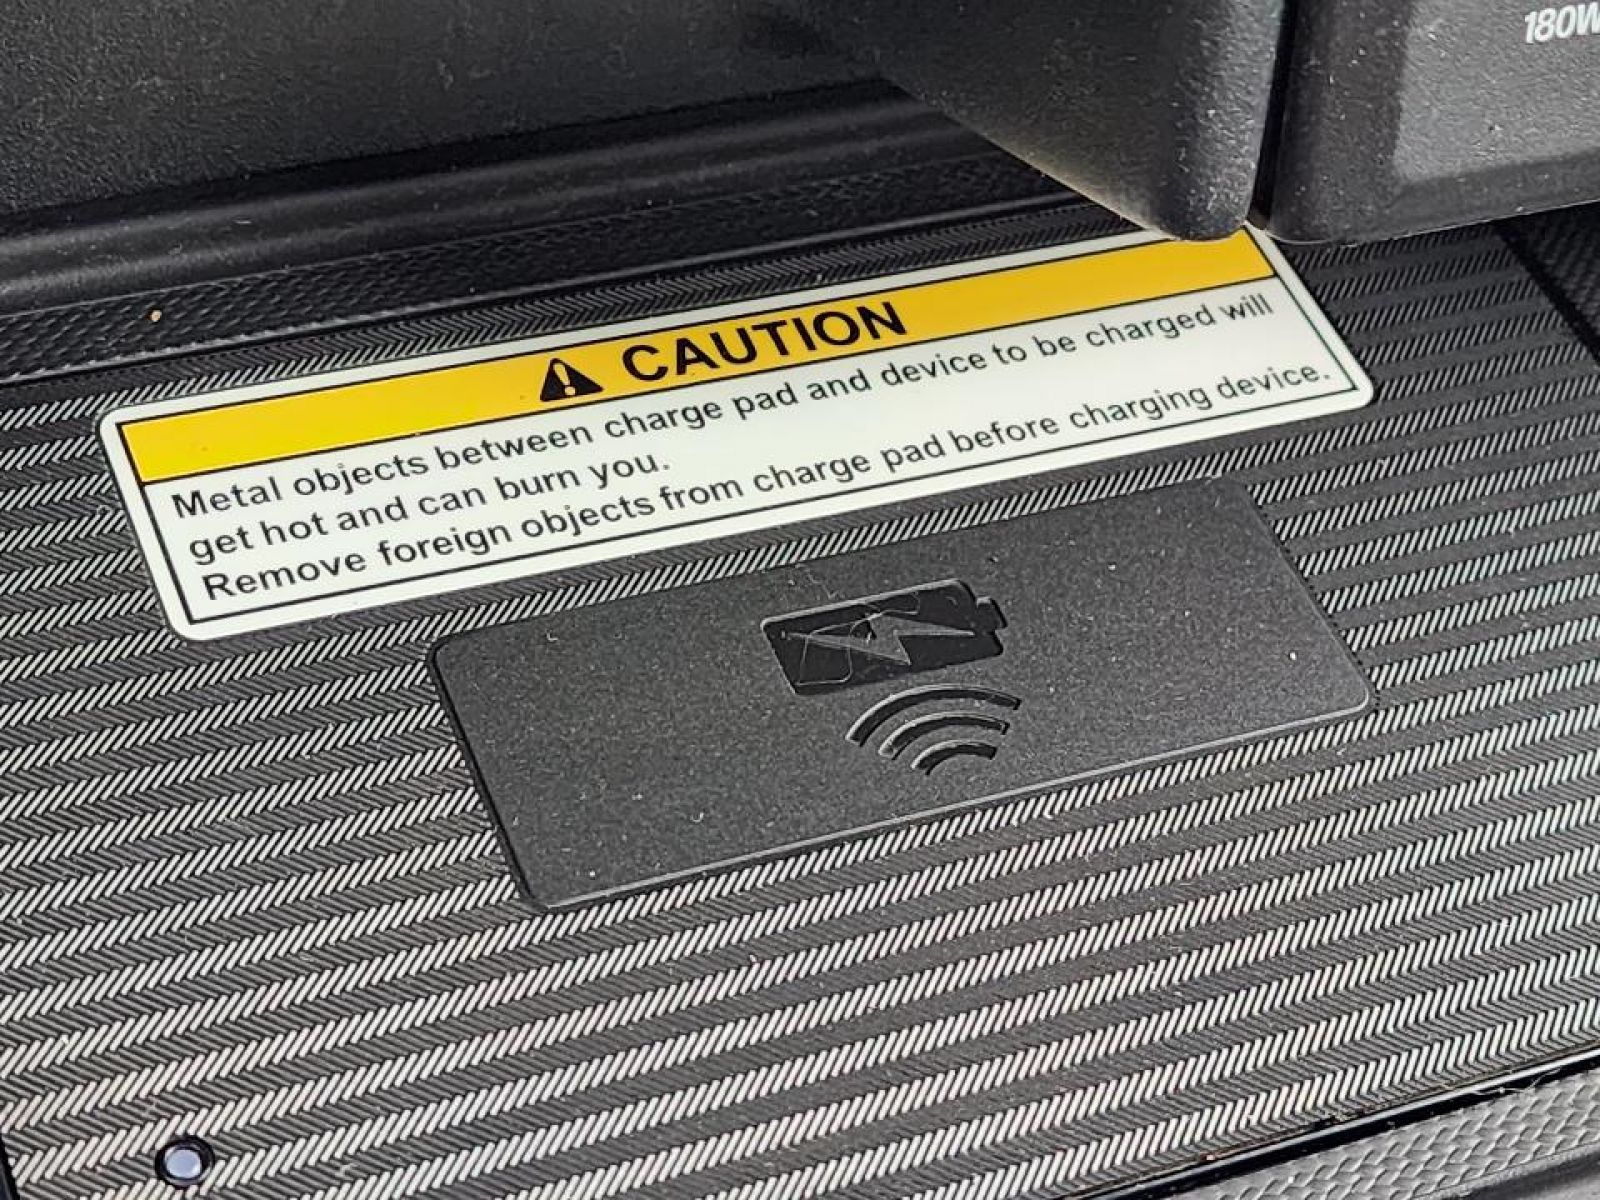 180W
CAUTION
Metal objects between charge pad and device to be charged will
get hot and can burn you.
Remove foreign objects from charge pad before charging device.